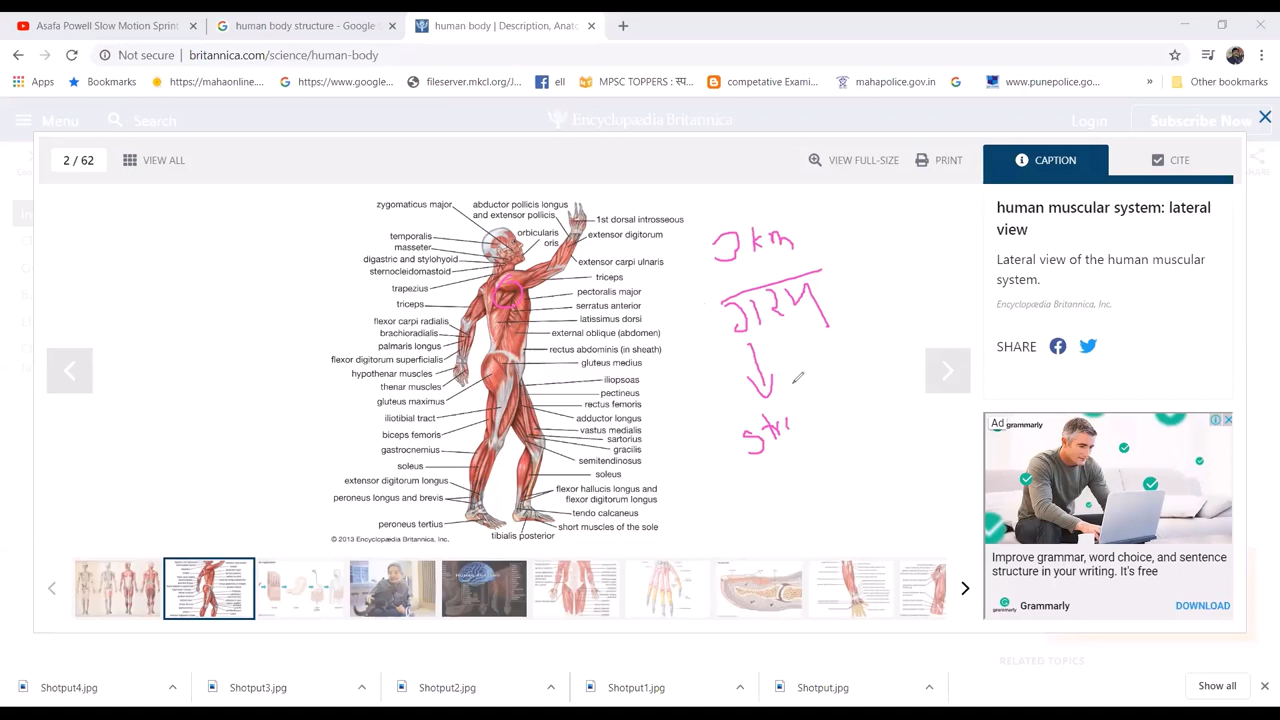 Asafa Powell Slow Motion Sprint
human body structure - Google S
human body | Description, Anato
Not secure | britannica.com/science/human-body
Apps
Bookmarks
https://mahaonline....
https://www.google...
fileserver.mkcl.org/J...
ell
MPSC TOPPERS : स्प...
competative Exami...
mahapolice.gov.in
www.punepolice.go...
»
Other bookmarks
Menu
Search
Encyclopædia Britannica
Login
Subscribe Now
2 / 62
VIEW ALL
VIEW FULL-SIZE
PRINT
CAPTION
CITE
zygomaticus major
abductor pollicis longus
and extensor pollicis
1st dorsal introsseous
temporalis
orbicularis
oris
extensor digitorum
masseter
digastric and stylohyoid
extensor carpi ulnaris
sternocleidomastoid
triceps
trapezius
pectoralis major
triceps
serratus anterior
latissimus dorsi
flexor carpi radialis
external oblique (abdomen)
brachioradialis
palmaris longus
rectus abdominis (in sheath)
flexor digitorum superficialis
gluteus medius
hypothenar muscles
iliopsoas
thenar muscles
pectineus
gluteus maximus
rectus femoris
iliotibial tract
adductor longus
biceps femoris
vastus medialis
sartorius
gastrocnemius
gracilis
semitendinosus
soleus
soleus
extensor digitorum longus
flexor hallucis longus and
flexor digitorum longus
peroneus longus and brevis
tendo calcaneus
peroneus tertius
short muscles of the sole
tibialis posterior
© 2013 Encyclopædia Britannica, Inc.
km
human muscular system: lateral
view
Lateral view of the human muscular
system.
Encyclopædia Britannica, Inc.
SHARE
Ad
grammarly
Improve grammar, word choice, and sentence
structure in your writing. It's free
Grammarly
DOWNLOAD
RELATED TOPICS
Shotput4.jpg
Shotput3.jpg
Shotput2.jpg
Shotput1.jpg
Shotput.jpg
Show all